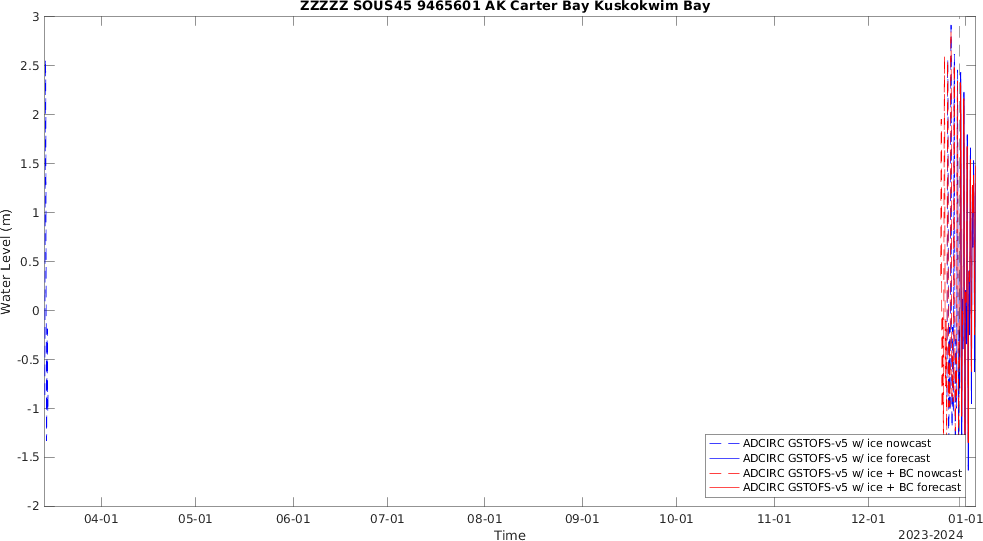 ZZZZZ SOUS45 9465601 AK Carter Bay Kuskokwim Bay
3
2.5
2
1.5
1
0.5
0
-0.5
-1
-1.5
-2
Water Level (m)
ADCIRC GSTOFS-v5 w/ ice nowcast
ADCIRC GSTOFS-v5 w/ ice forecast
ADCIRC GSTOFS-v5 w/ ice + BC nowcast
ADCIRC GSTOFS-v5 w/ ice + BC forecast
04-01 05-01 06-01 07-01 08-01 09-01 10-01 11-01 12-01 01-01
Time
2023-2024